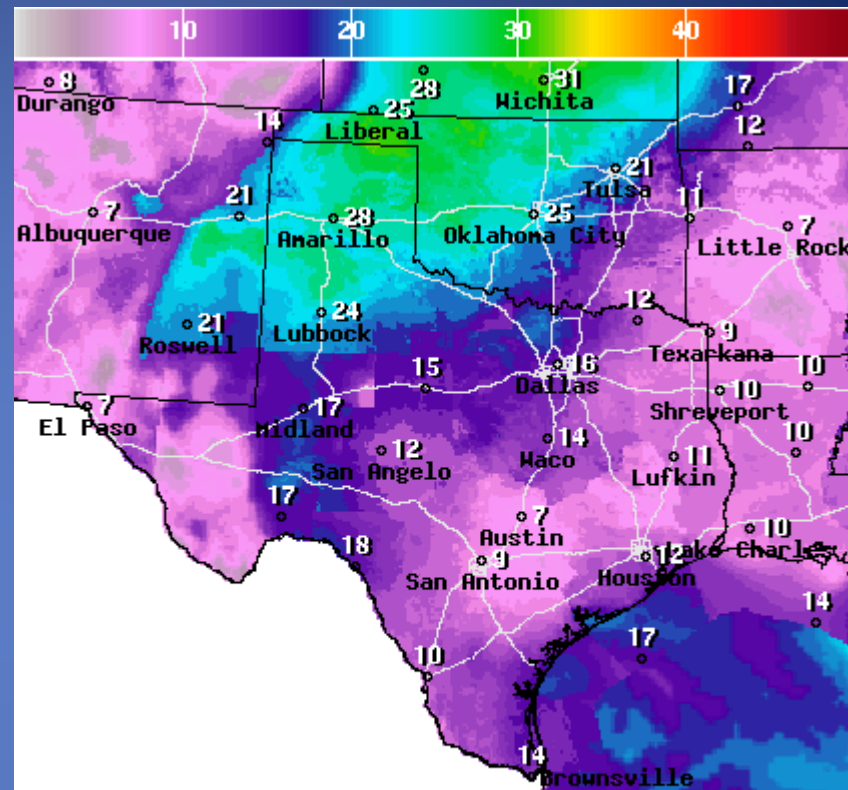 10 20 30 40
8
Durango
28
31
Wichita
25
Liberal
17
14
12
21
Tulsa
7
Albuquerque
21
28
Amarillo
25
Oklahoma City
11
7
Little Rock
21
Roswell
24
Lubbock
12
9
Texarkana
15
16
Dallas
10
Shreveport
10
7
El Paso
17
Midland
12
San Angelo
14
Waco
11
Lufkin
10
17
7
Austin
10
Lake Charles
18
9
San Antonio
12
Houston
14
17
10
14
Brownsville